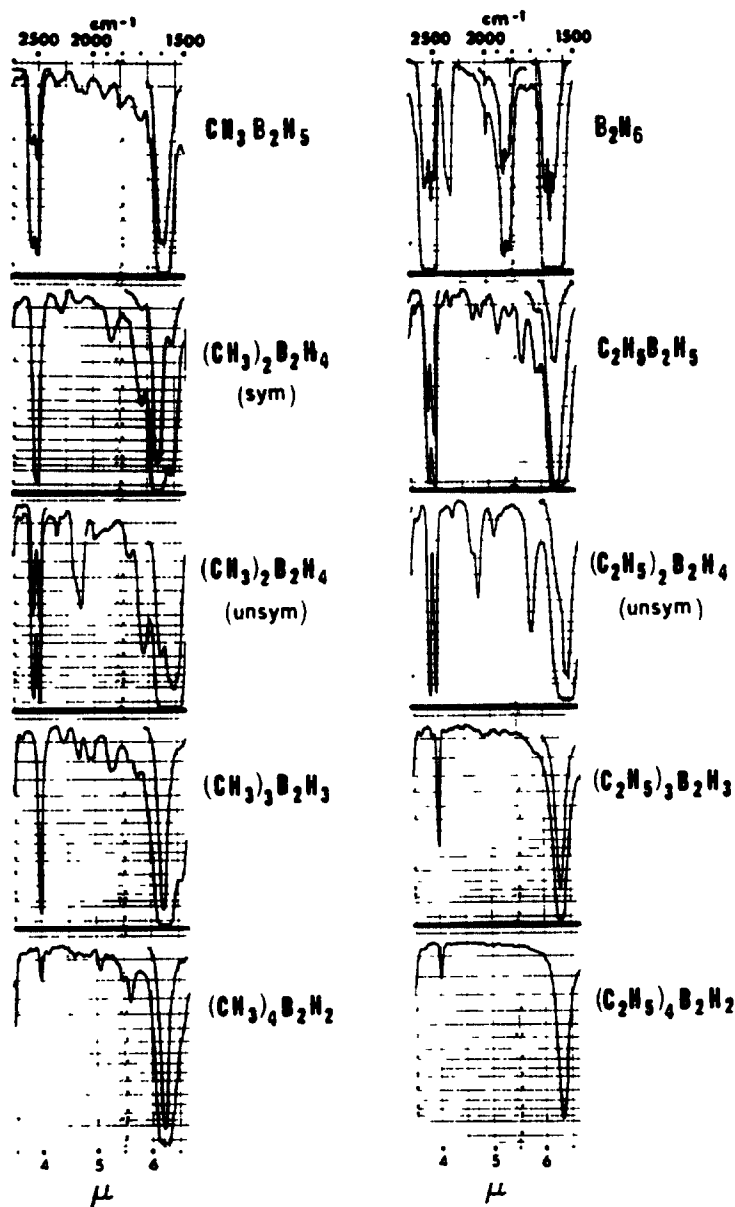 cm⁻¹
2500 2000 1500
CH₃B₂H₅
(CH₃)₂B₂H₄
(sym)
(CH₃)₂B₂H₄
(unsym)
(CH₃)₃B₂H₃
(CH₃)₄B₂H₂
4 5 6
μ
cm⁻¹
2500 2000 1500
B₂H₆
C₂H₅B₂H₅
(C₂H₅)₂B₂H₄
(unsym)
(C₂H₅)₃B₂H₃
(C₂H₅)₄B₂H₂
4 5 6
μ